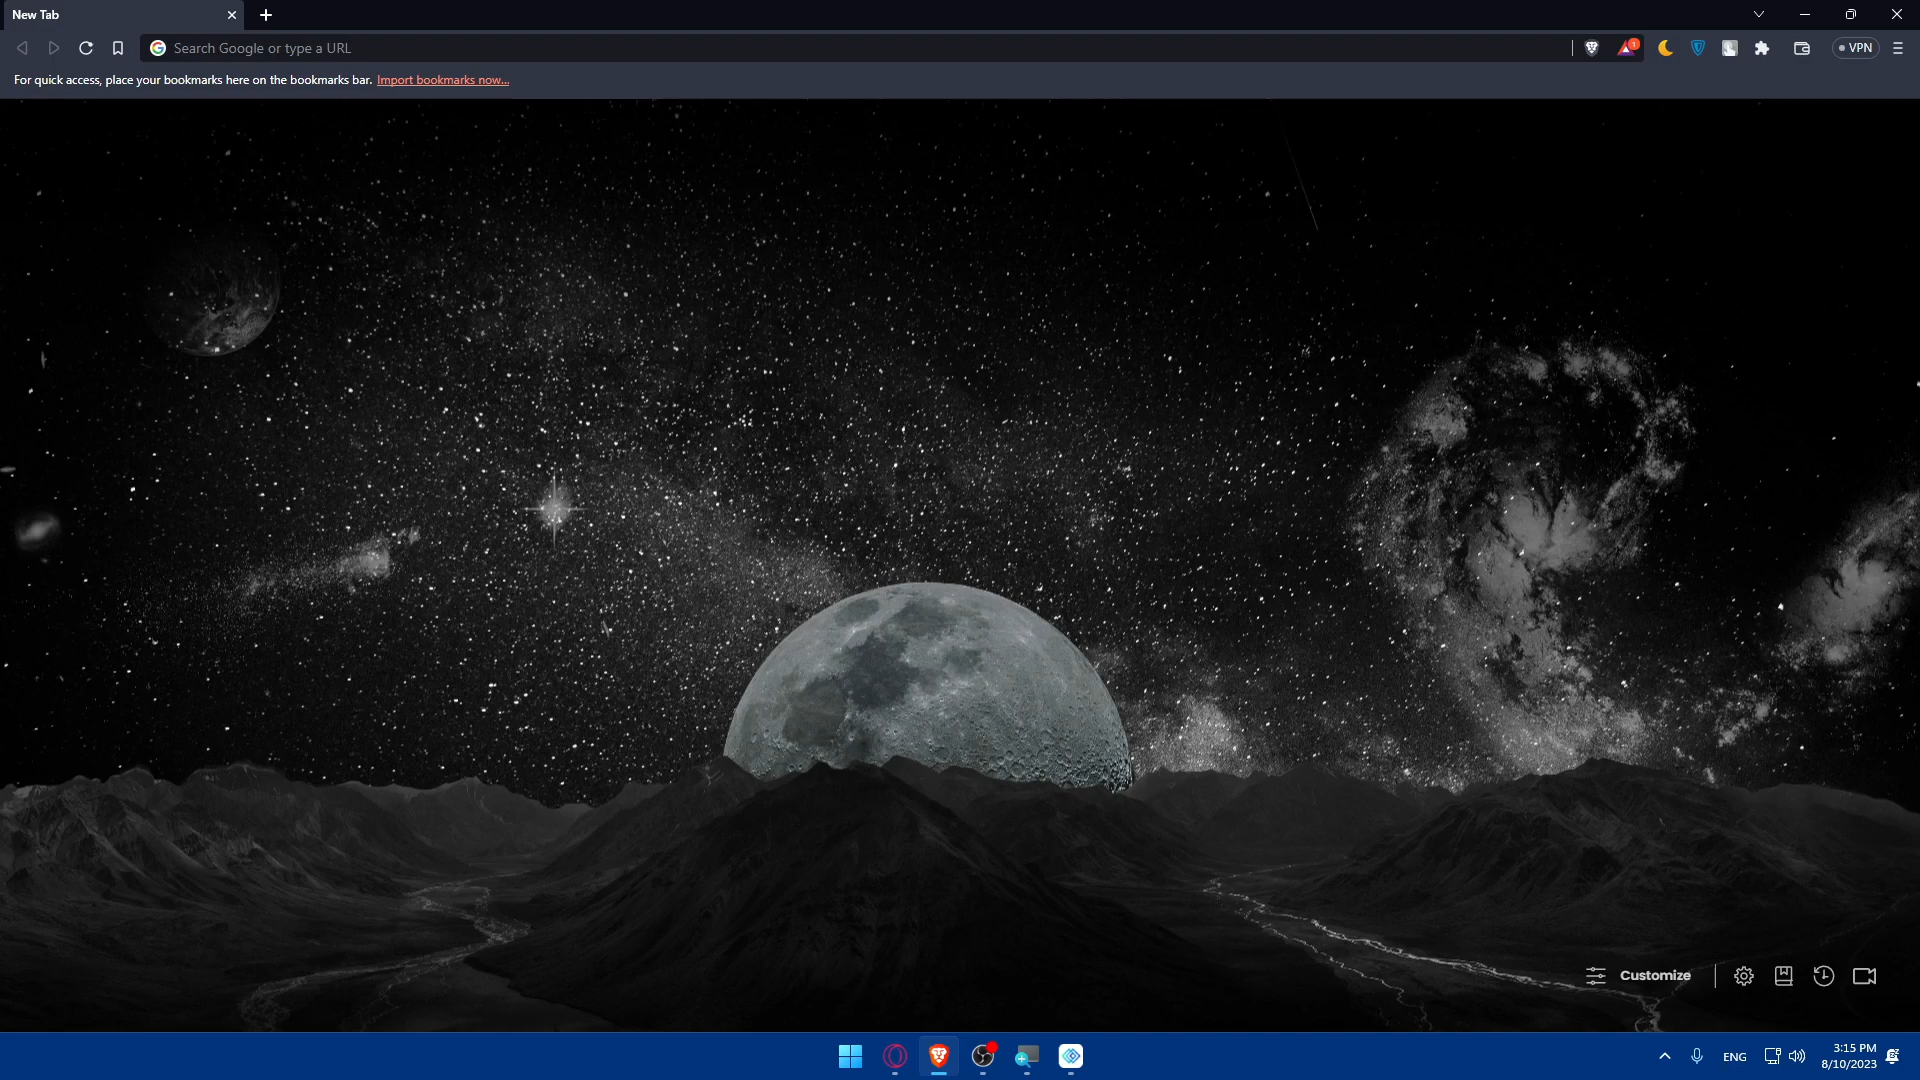 New Tab
Search Google or type a URL
1
VPN
For quick access, place your bookmarks here on the bookmarks bar. Import bookmarks now...
Customize
ENG
3:15 PM
8/10/2023